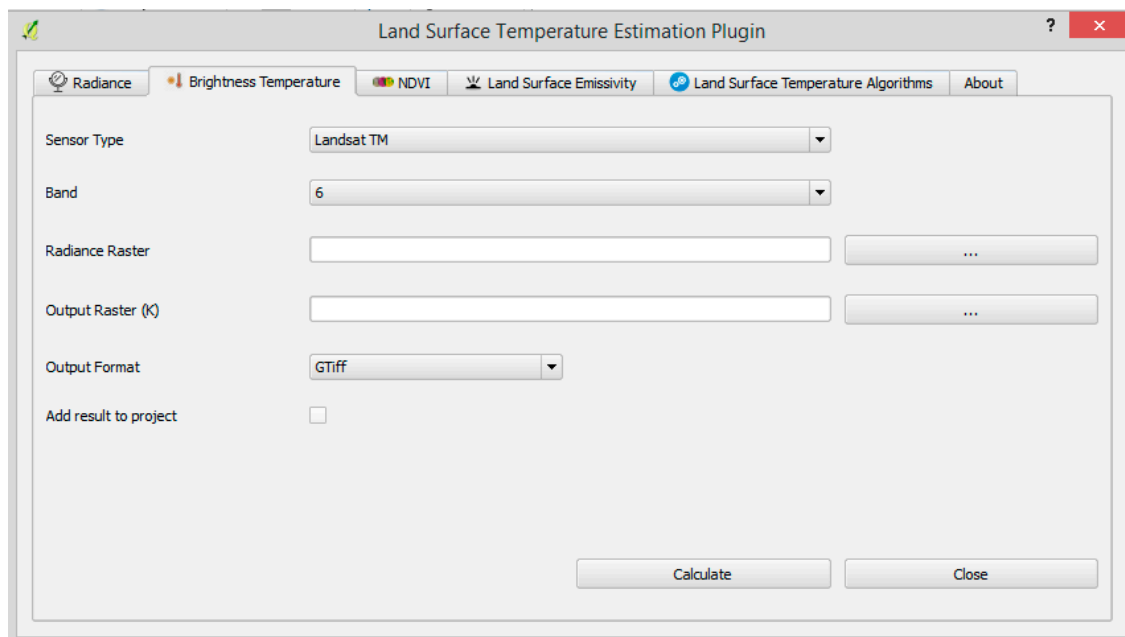 Land Surface Temperature Estimation Plugin ? ×
Radiance Brightness Temperature NDVI Land Surface Emissivity Land Surface Temperature Algorithms About
Sensor Type Landsat TM
Band 6
Radiance Raster ...
Output Raster (K) ...
Output Format GTiff
Add result to project
Calculate Close